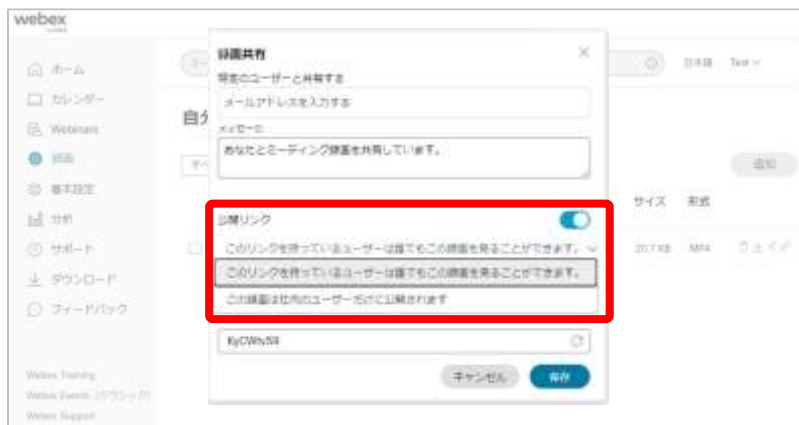 webex
ホーム
カレンダー
Webinars
録画
基本設定
分析
サポート
ダウンロード
フィードバック
Webex Training
Webex Events (クラシック)
Webex Support
日本語
Test
追加
サイズ 形式
MP4
録画共有
特定のユーザーと共有する
メールアドレスを入力する
メッセージ
あなたとミーティング録画を共有しています。
公開リンク
このリンクを持っているユーザーは誰でもこの録画を見ることができます。
このリンクを持っているユーザーは誰でもこの録画を見ることができます。
この録画は社内のユーザーだけに公開されます
キャンセル
保存